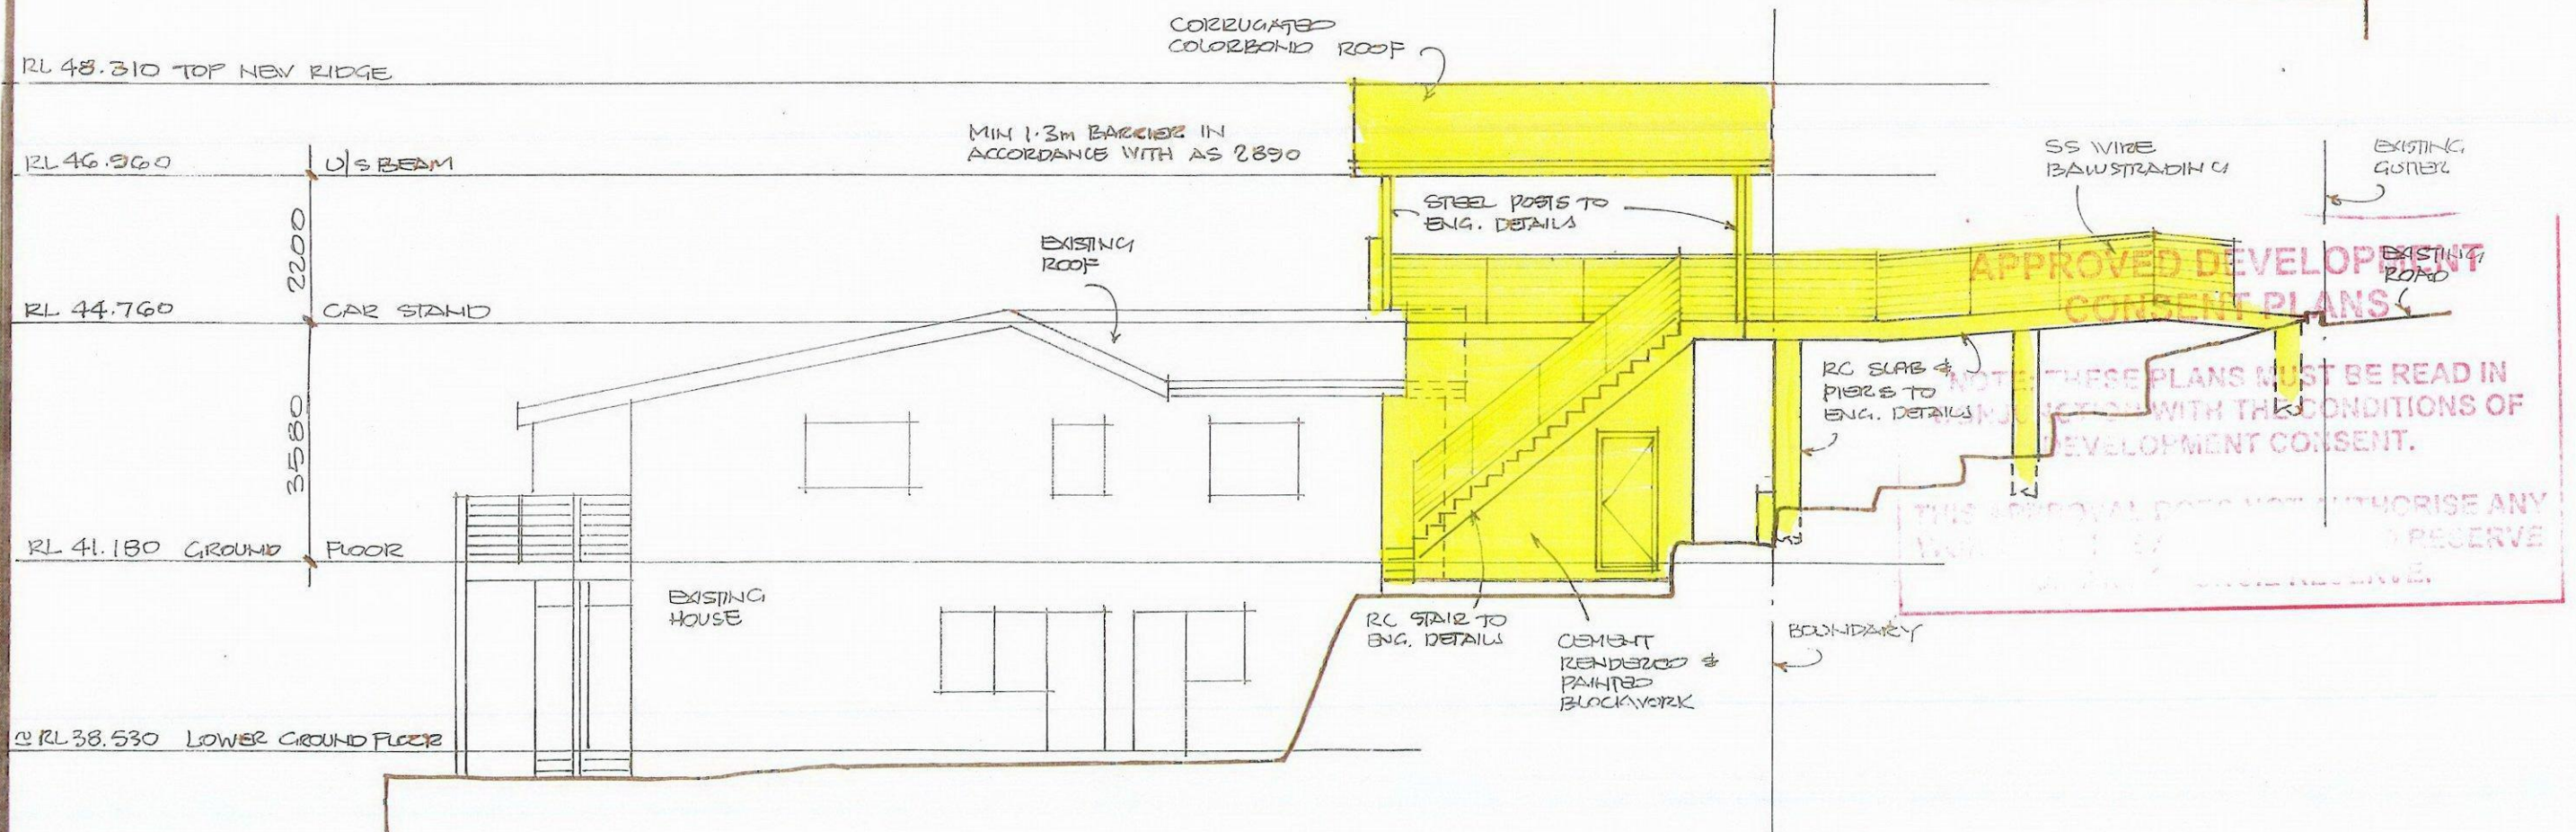 CORRUGATED
COLORBOND ROOF
RL 48.310 TOP NEW RIDGE
MIN 1.3m BARRIER IN
ACCORDANCE WITH AS 2890
RL 46.960 U/S BEAM
SS WIRE
BALUSTRADING
EXISTING
GUTTER
STEEL POSTS TO
ENG. DETAILS
2200
EXISTING
ROOF
EXISTING
ROAD
APPROVED DEVELOPMENT
CONSENT PLANS
RL 44.760 CAR STAND
RC SLAB &
PIERS TO
ENG. DETAILS
NOTE: THESE PLANS MUST BE READ IN
WITH THE CONDITIONS OF
DEVELOPMENT CONSENT.
3580
THIS APPROVAL DOES NOT AUTHORISE ANY
RESERVE
RL 41.180 GROUND FLOOR
EXISTING
HOUSE
RC STAIR TO
ENG. DETAILS
CEMENT
RENDERED &
PAINTED
BLOCKWORK
BOUNDARY
≈ RL 38.530 LOWER GROUND FLOOR